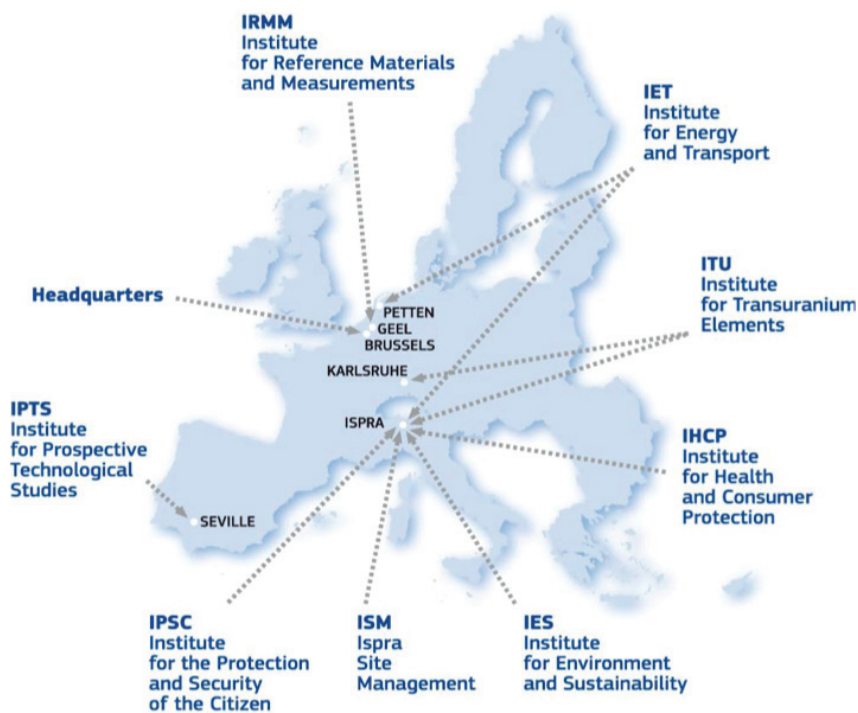 IRMM
Institute
for Reference Materials
and Measurements
IET
Institute
for Energy
and Transport
Headquarters
PETTEN
GEEL
BRUSSELS
KARLSRUHE
ISPRA
SEVILLE
ITU
Institute
for Transuranium
Elements
IPTS
Institute
for Prospective
Technological
Studies
IHCP
Institute
for Health
and Consumer
Protection
IPSC
Institute
for the Protection
and Security
of the Citizen
ISM
Ispra
Site
Management
IES
Institute
for Environment
and Sustainability